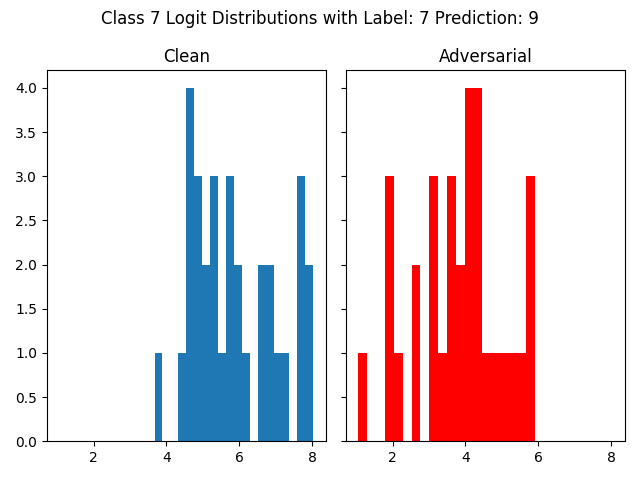 Class 7 Logit Distributions with Label: 7 Prediction: 9
Clean
Adversarial
4.0
3.5
3.0
2.5
2.0
1.5
1.0
0.5
0.0
2 4 6 8
2 4 6 8